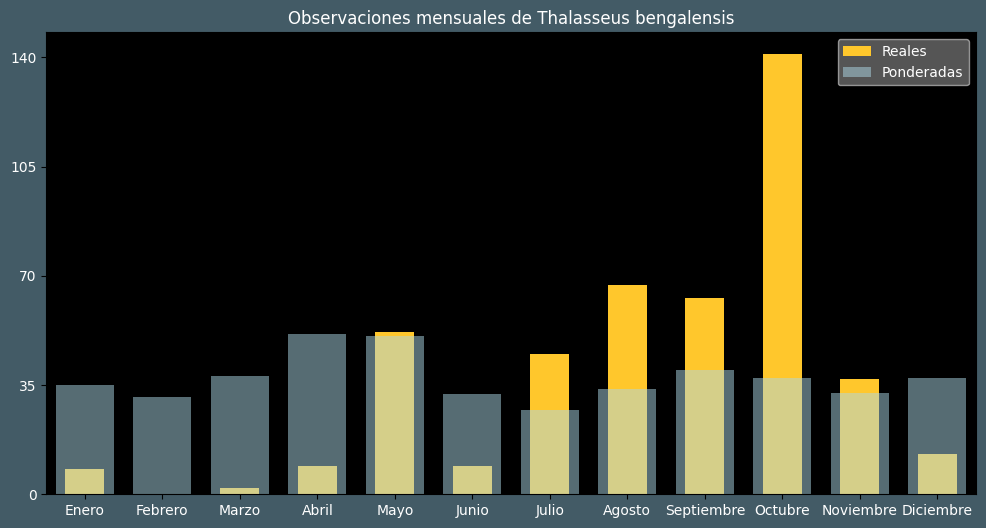 Observaciones mensuales de Thalasseus bengalensis
Reales
Ponderadas
140
105
70
35
0
Enero Febrero Marzo Abril Mayo Junio Julio Agosto Septiembre Octubre Noviembre Diciembre